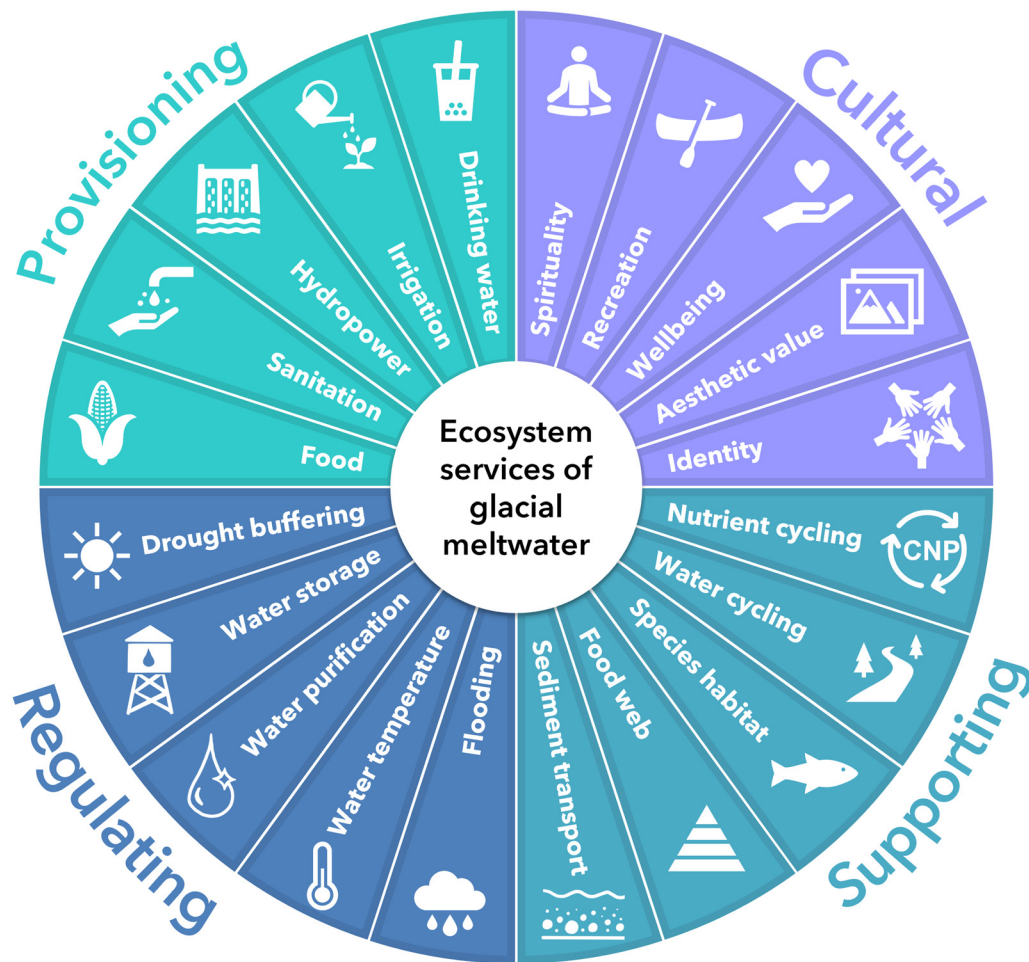 Provisioning
Drinking water
Irrigation
Hydropower
Sanitation
Food
Cultural
Spirituality
Recreation
Wellbeing
Aesthetic value
Identity
Ecosystem
services of
glacial
meltwater
Regulating
Drought buffering
Water storage
Water purification
Water temperature
Flooding
Supporting
Nutrient cycling
CNP
Water cycling
Species habitat
Food web
Sediment transport